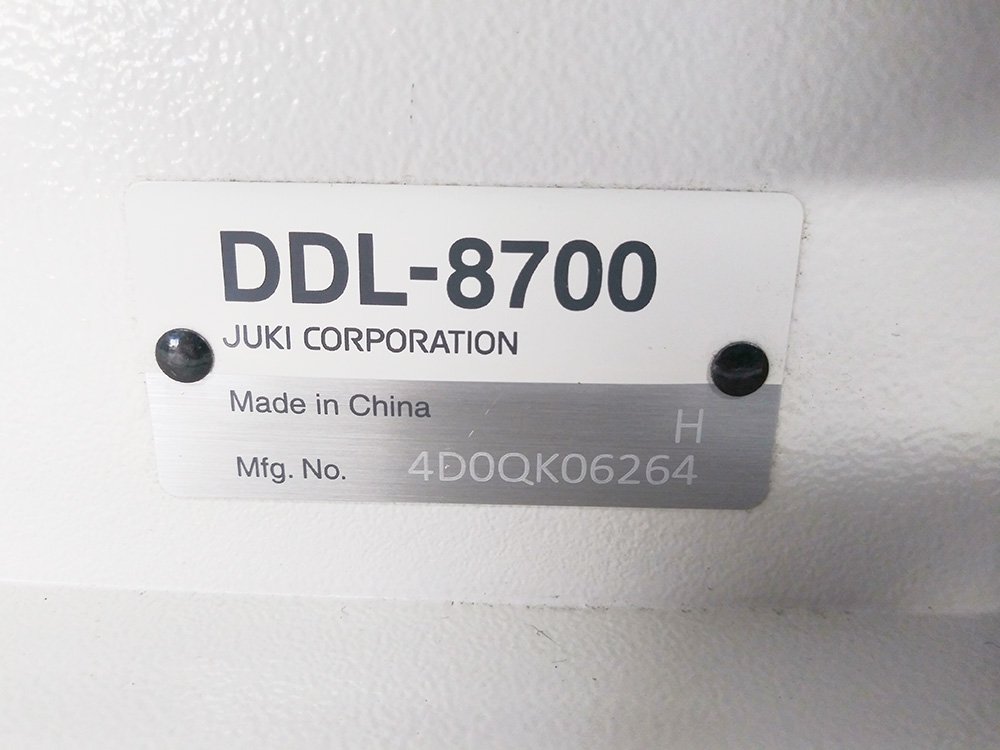 DDL-8700
JUKI CORPORATION
Made in China
H
Mfg. No. 4D0QK06264